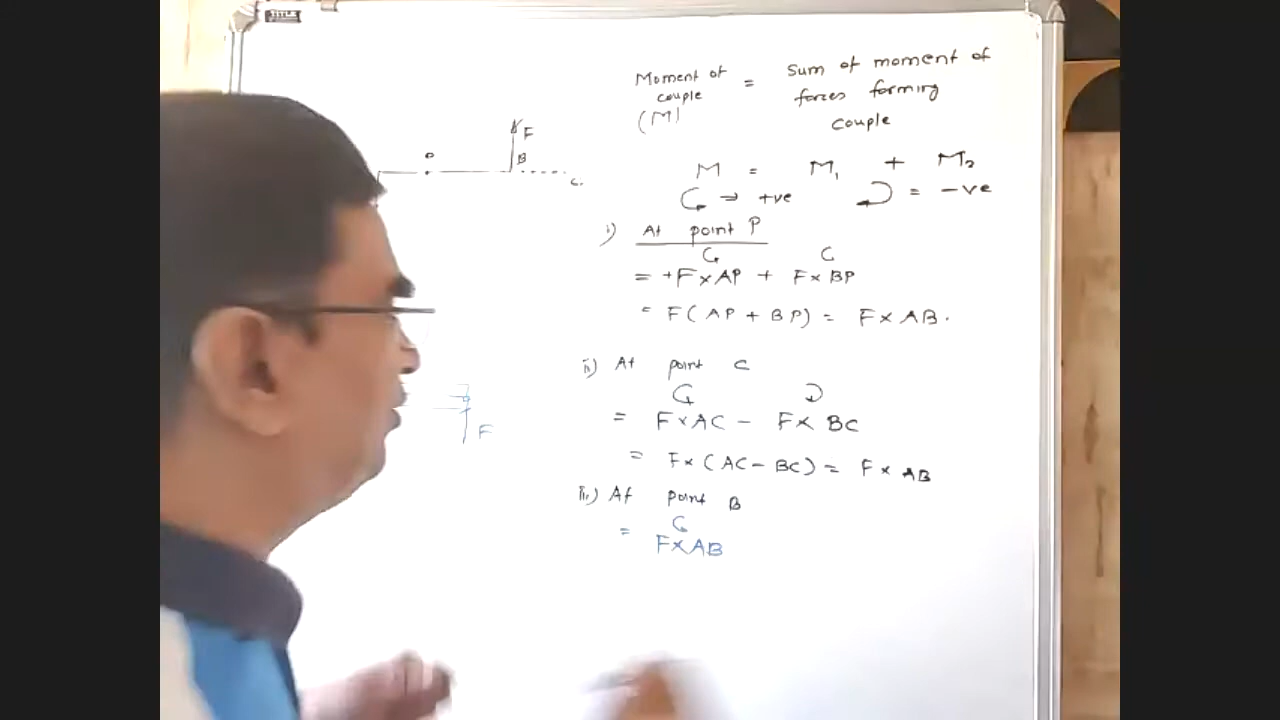 Moment of couple (M) = Sum of moment of forces forming couple
M = M₁ + M₂
→ +ve = -ve
i) At point P
= +F×AP + F×BP
= F(AP + BP) = F×AB.
ii) At point C
= F×AC - F×BC
= F×(AC - BC) = F×AB
iii) At point B
= F×AB
F
P
B
C
F